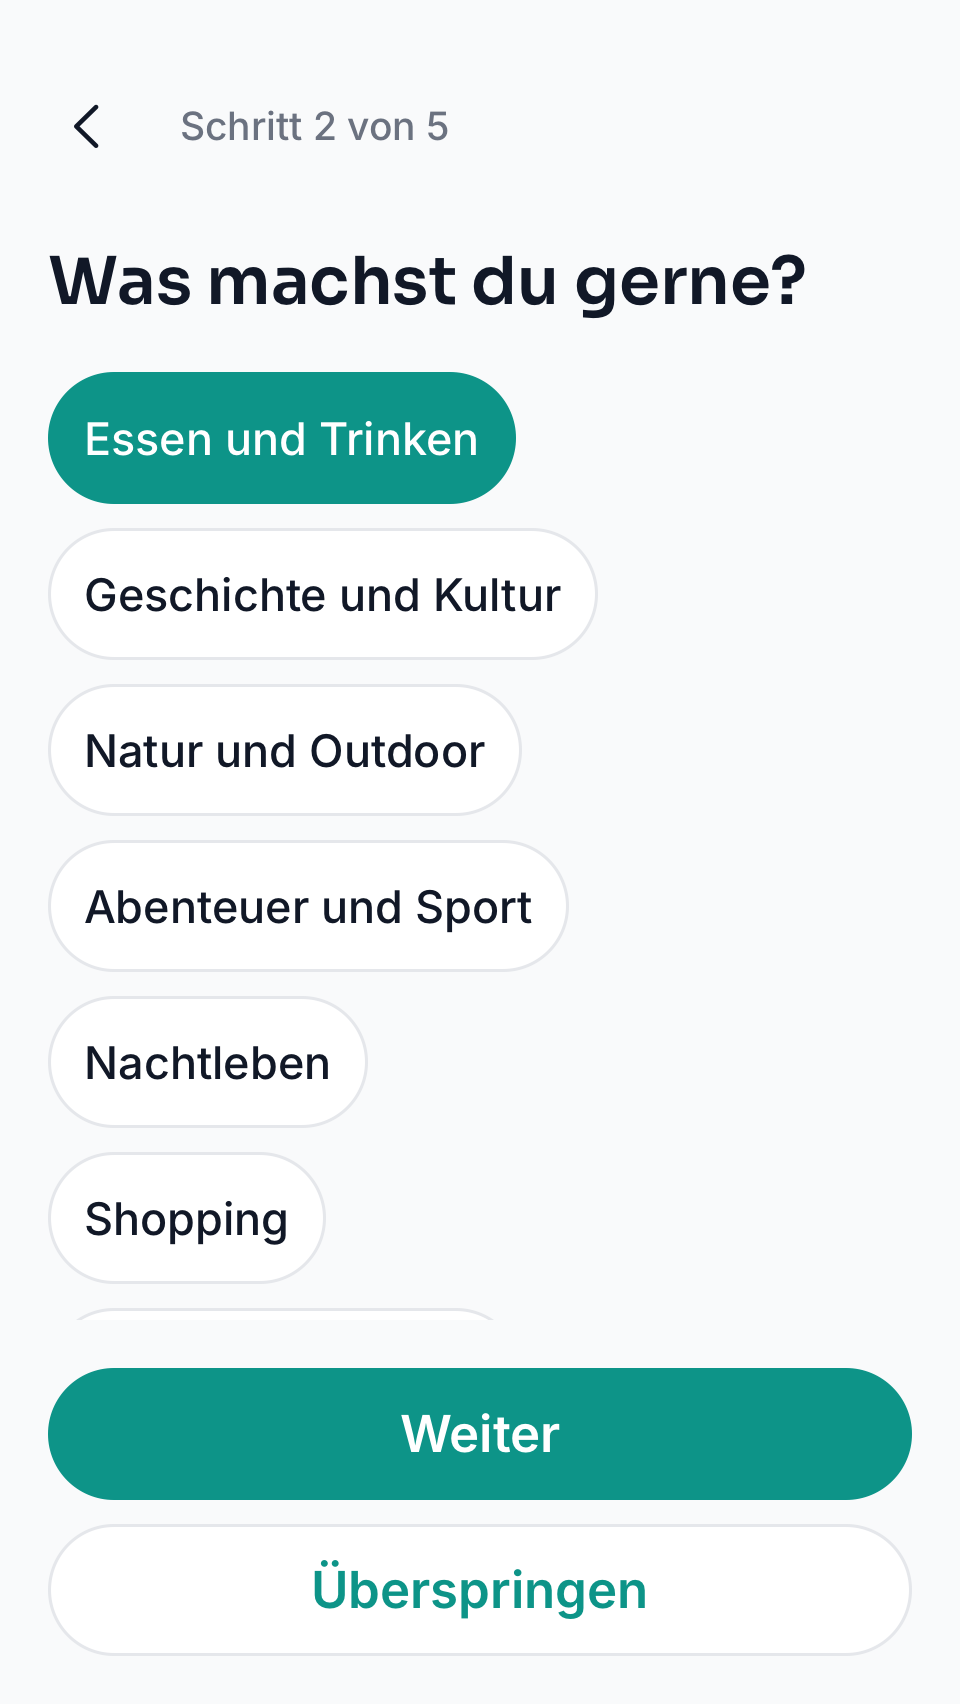 Schritt 2 von 5
Was machst du gerne?
Essen und Trinken
Geschichte und Kultur
Natur und Outdoor
Abenteuer und Sport
Nachtleben
Shopping
Weiter
Überspringen